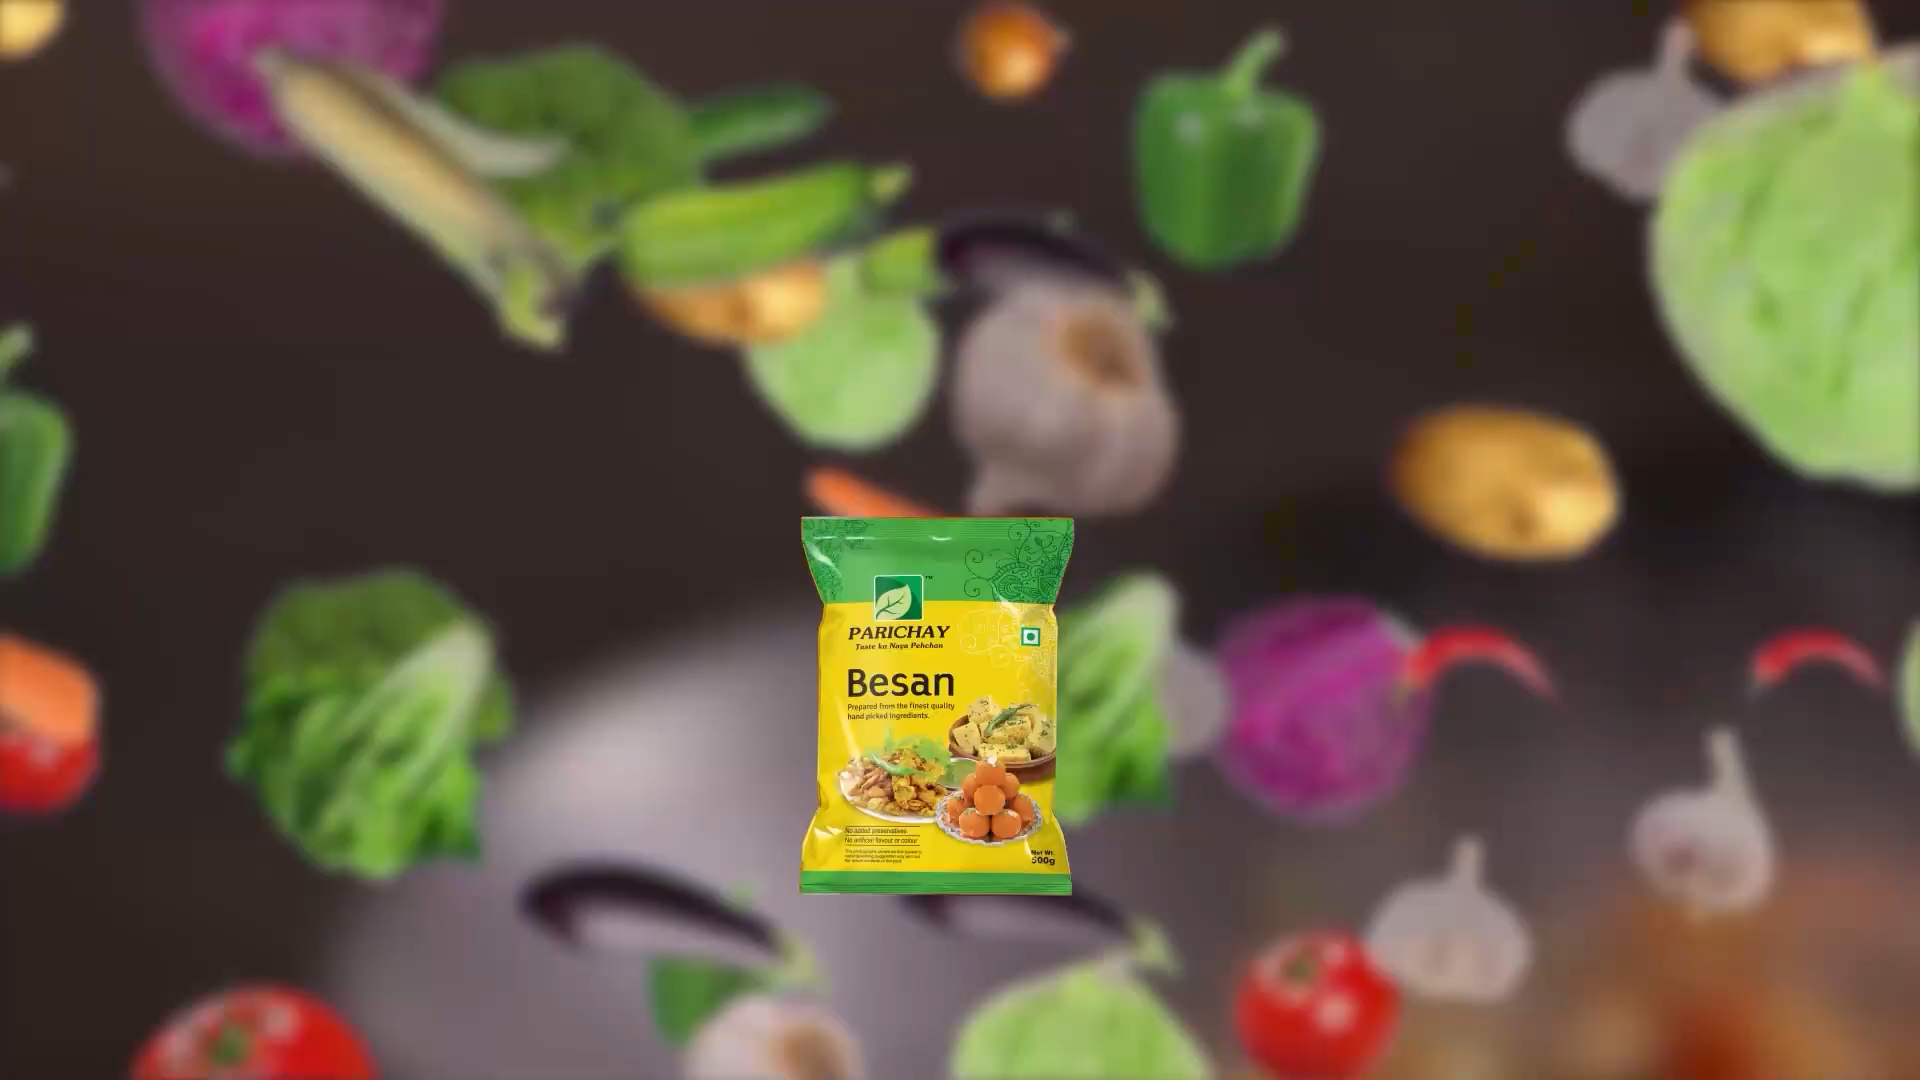 TM
PARICHAY
Taste ka Naya Pehchan
Besan
Prepared from the finest quality
hand picked ingredients.
No added preservatives
No artificial flavour or colour
Net Wt.
500g